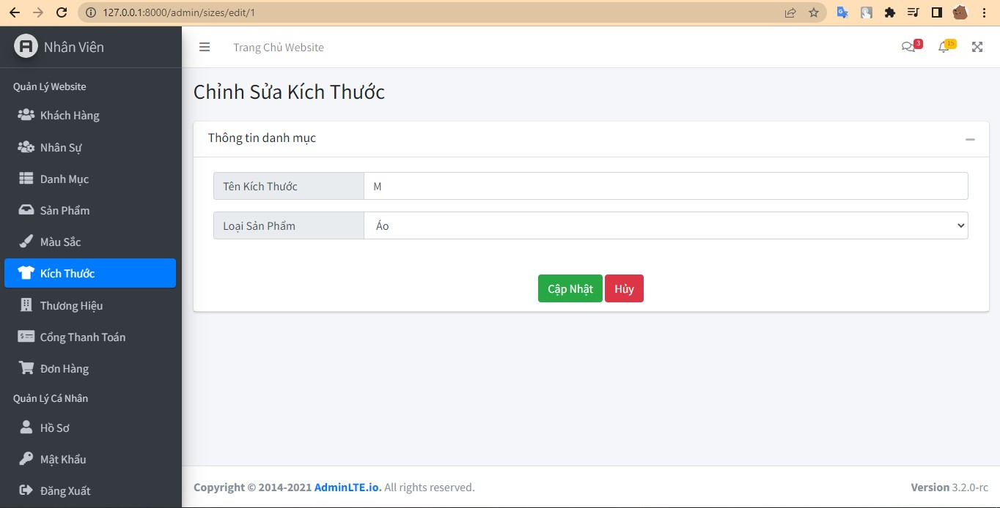 127.0.0.1:8000/admin/sizes/edit/1
Nhân Viên
Trang Chủ Website
3
15
Quản Lý Website
Khách Hàng
Nhân Sự
Danh Mục
Sản Phẩm
Màu Sắc
Kích Thước
Thương Hiệu
Cổng Thanh Toán
Đơn Hàng
Quản Lý Cá Nhân
Hồ Sơ
Mật Khẩu
Đăng Xuất
Chỉnh Sửa Kích Thước
Thông tin danh mục
Tên Kích Thước M
Loại Sản Phẩm Áo
Cập Nhật Hủy
Copyright © 2014-2021 AdminLTE.io. All rights reserved. Version 3.2.0-rc